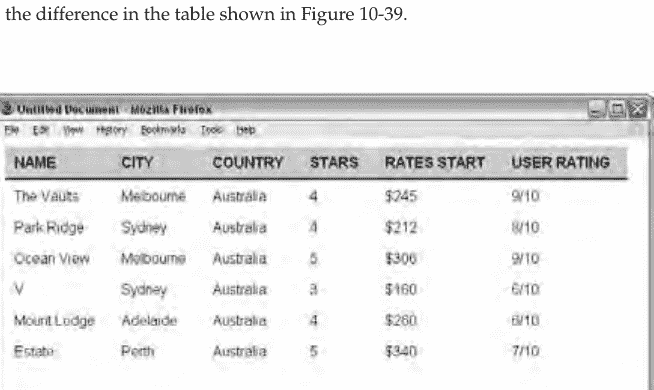 the difference in the table shown in Figure 10-39.
Untitled Document - Mozilla Firefox
File Edit View History Bookmarks Tools Help
NAME CITY COUNTRY STARS RATES START USER RATING
The Vaults Melbourne Australia 4 $245 9/10
Park Ridge Sydney Australia 4 $212 8/10
Ocean View Melbourne Australia 5 $306 9/10
V Sydney Australia 3 $160 6/10
Mount Lodge Adelaide Australia 4 $260 /10
Estate Perth Australia 5 $340 7/10